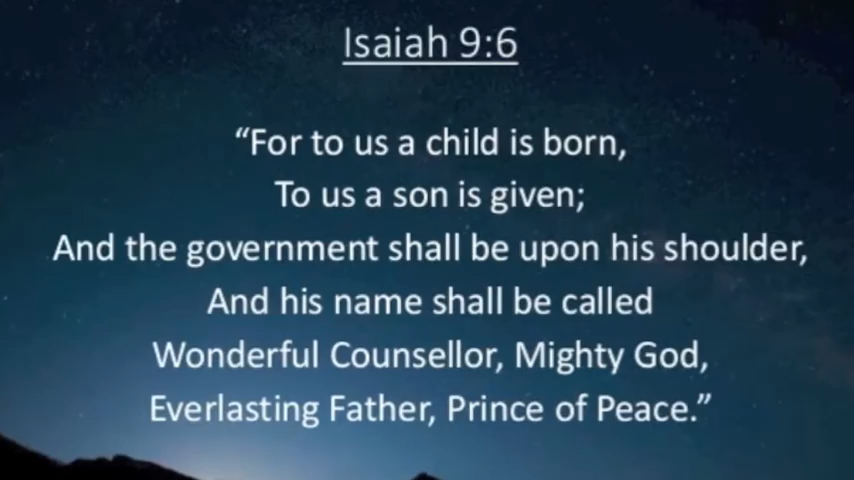 Isaiah 9:6
“For to us a child is born,
To us a son is given;
And the government shall be upon his shoulder,
And his name shall be called
Wonderful Counsellor, Mighty God,
Everlasting Father, Prince of Peace.”